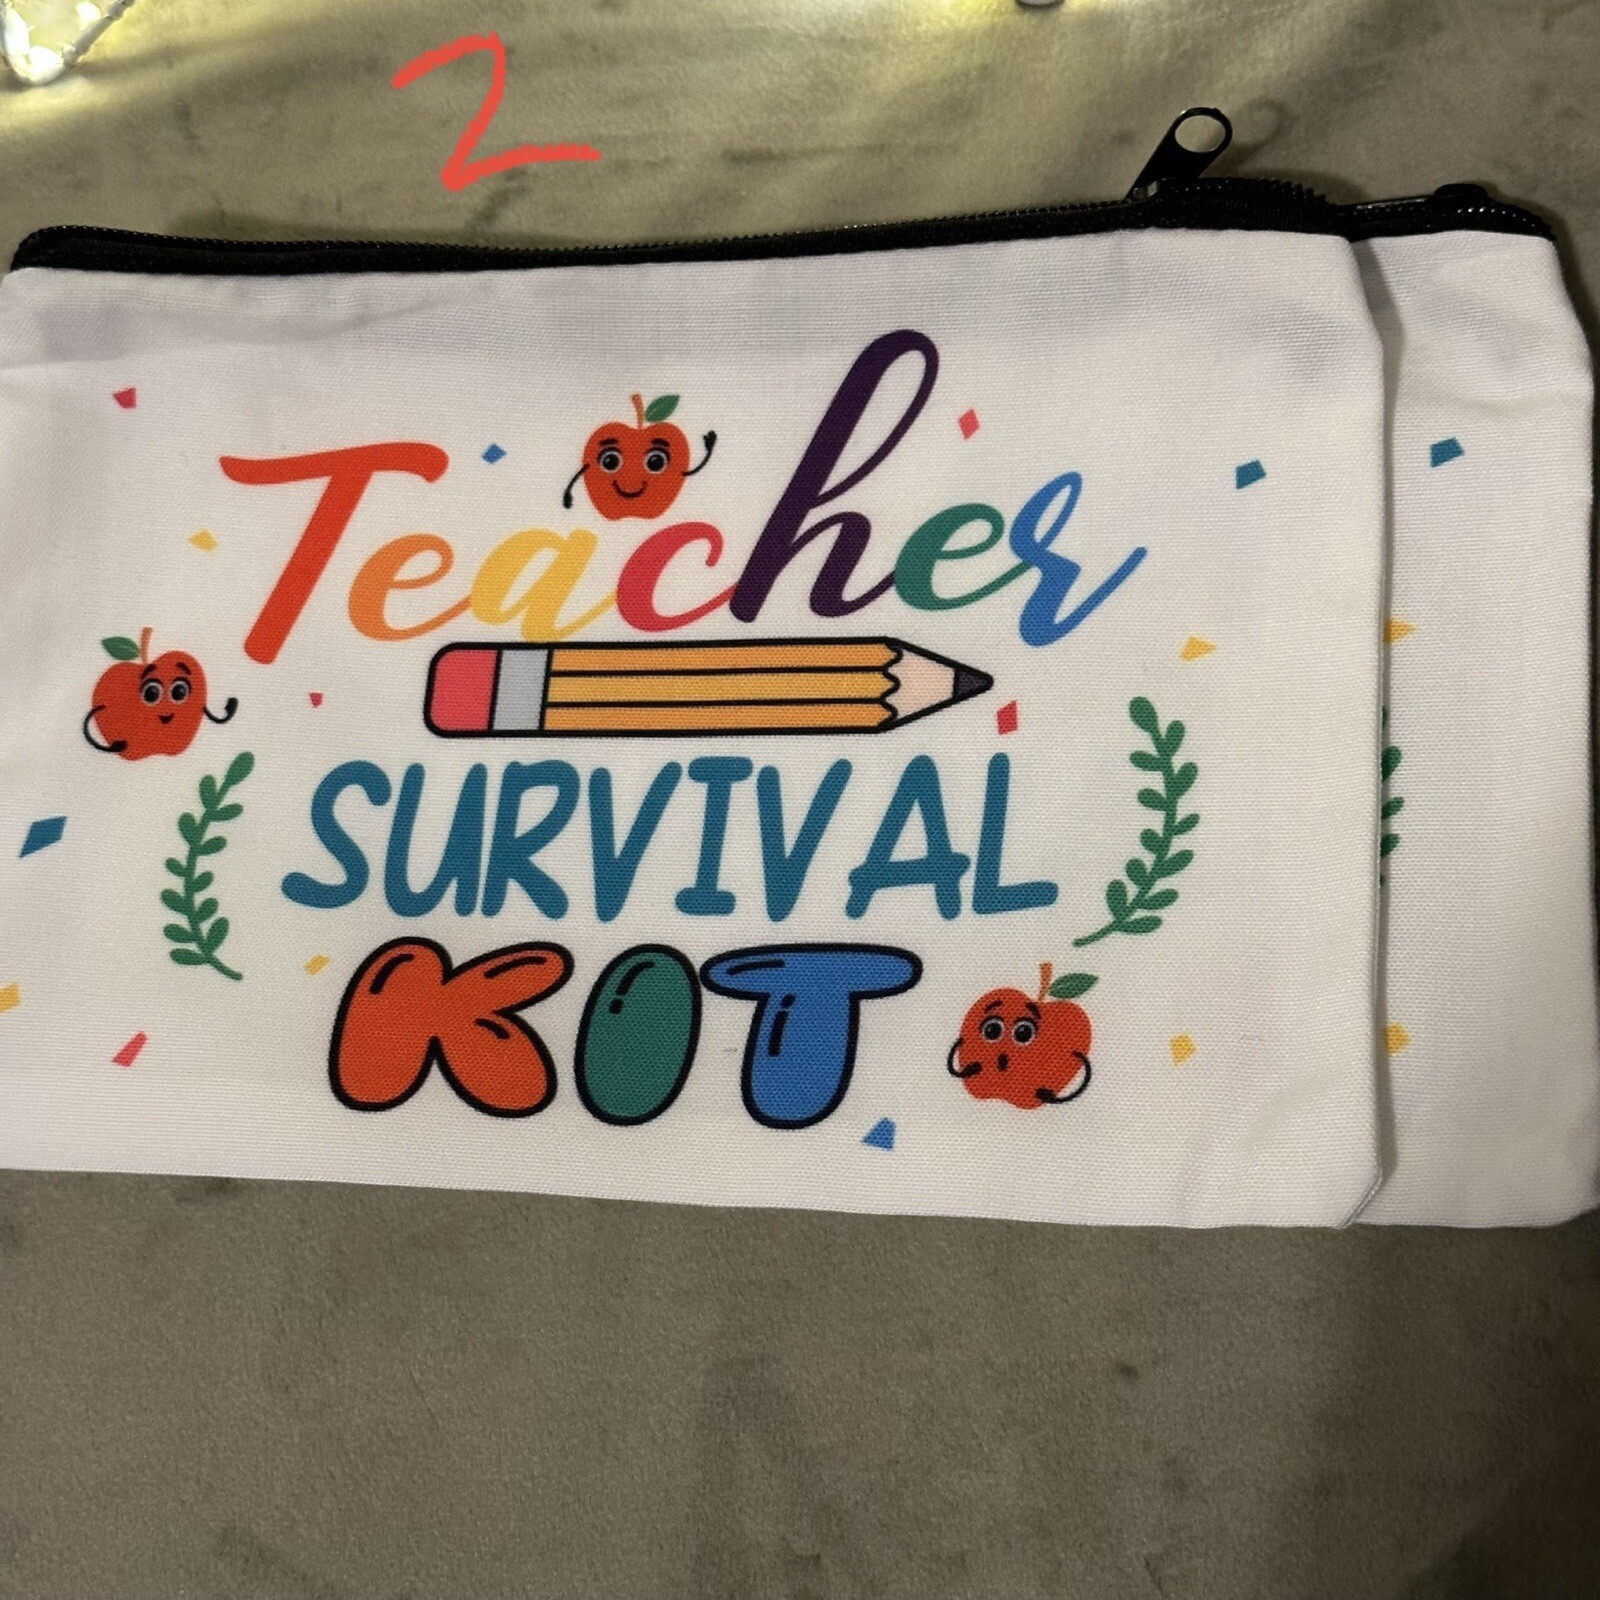 2
Teacher
SURVIVAL
KIT